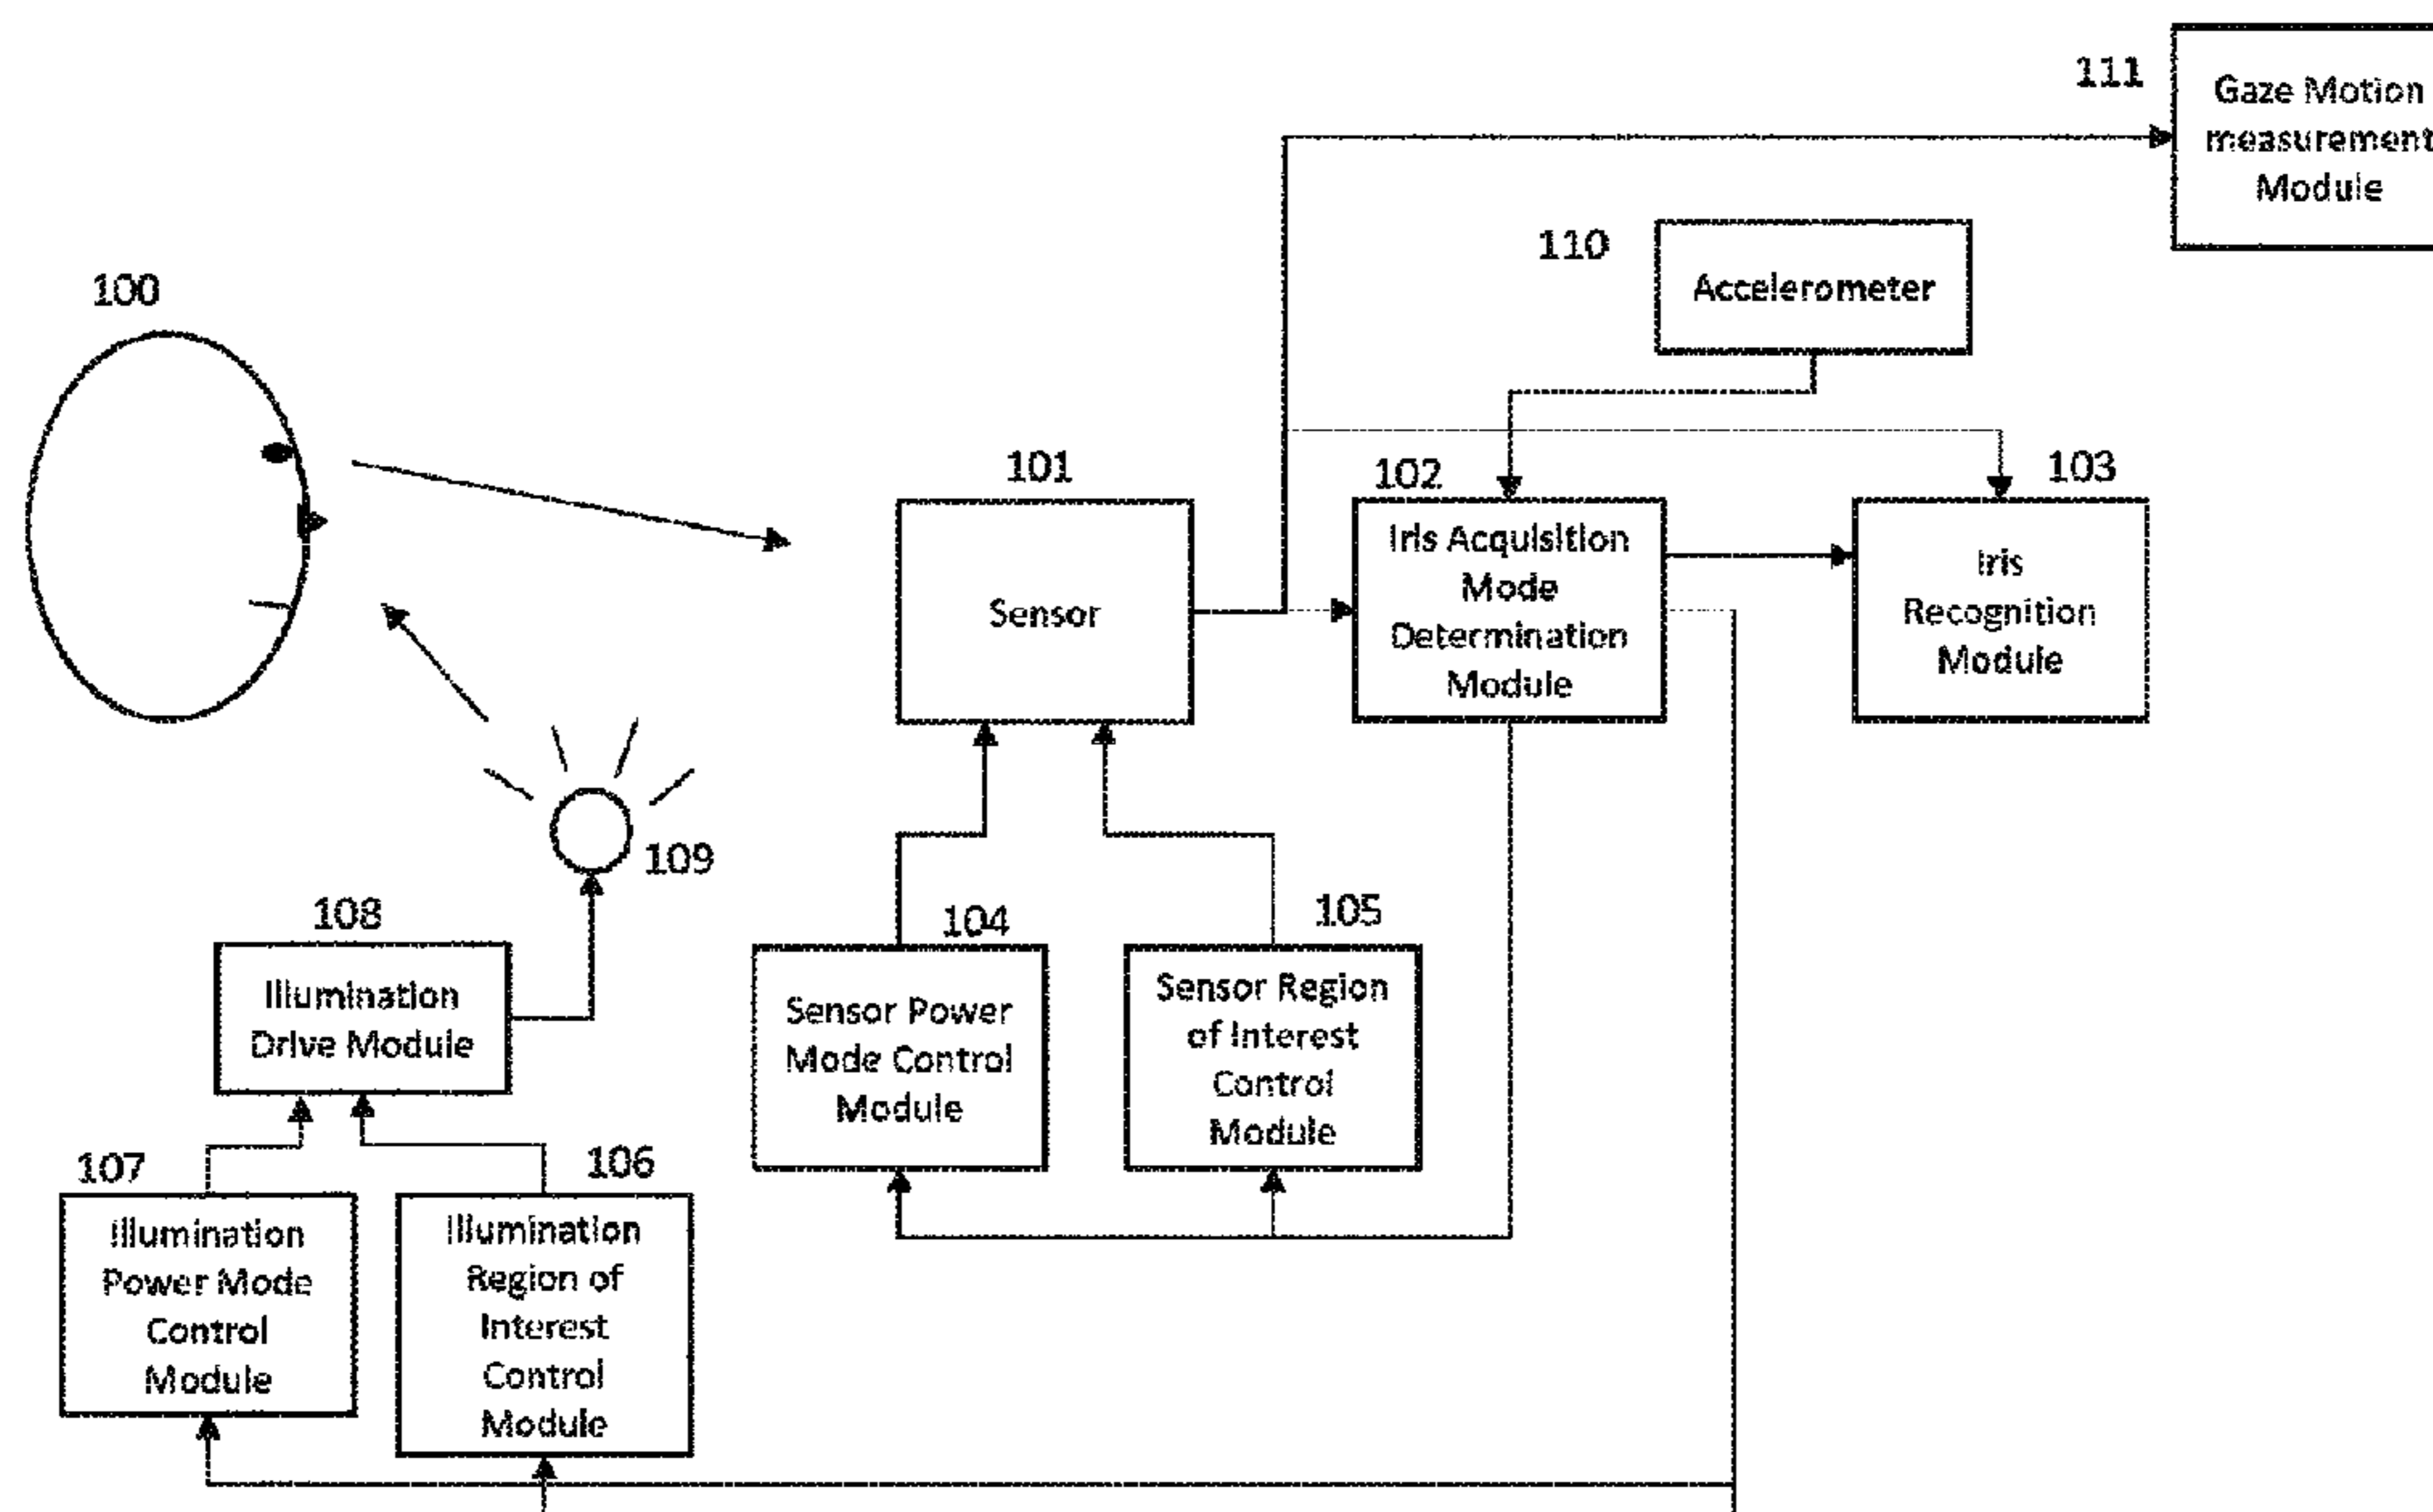 111
Gaze Motion
measurement
Module
110
Accelerometer
100
101
Sensor
102
Iris Acquisition
Mode
Determination
Module
103
Iris
Recognition
Module
109
108
Illumination
Drive Module
104
Sensor Power
Mode Control
Module
105
Sensor Region
of Interest
Control
Module
107
Illumination
Power Mode
Control
Module
106
Illumination
Region of
Interest
Control
Module